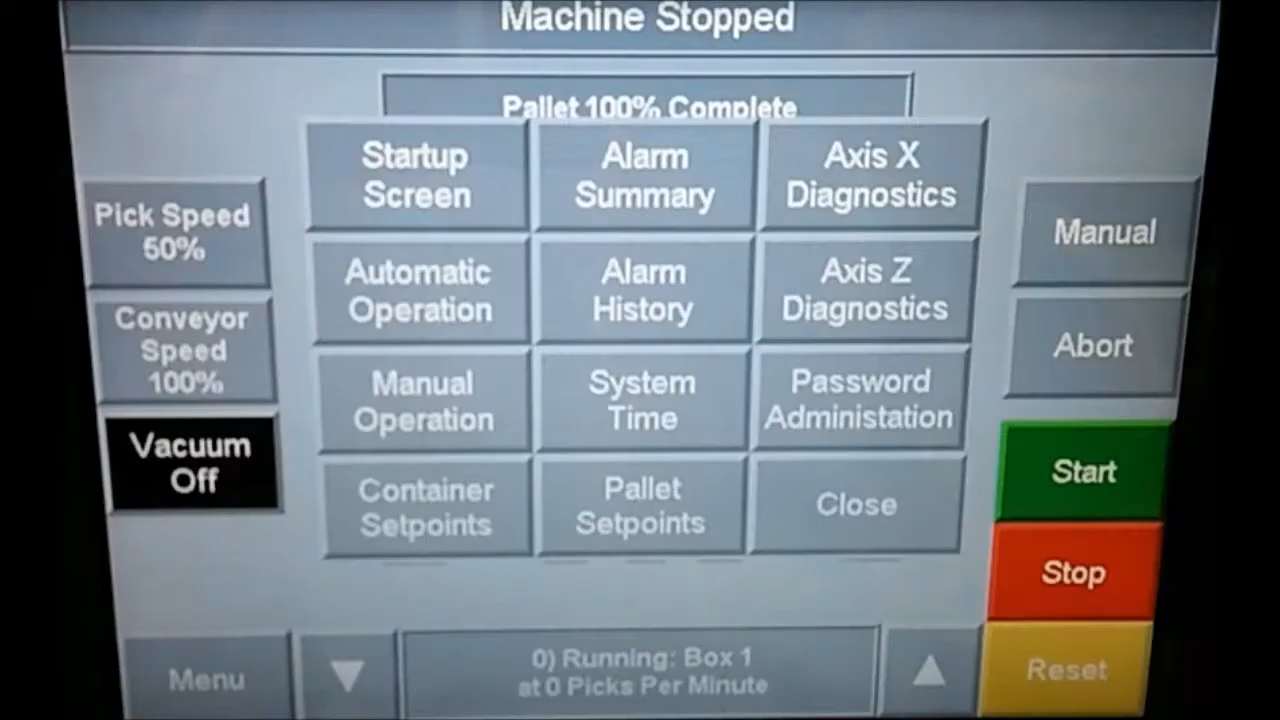 Machine Stopped
Pallet 100% Complete
Startup
Screen
Alarm
Summary
Axis X
Diagnostics
Pick Speed
50%
Manual
Automatic
Operation
Alarm
History
Axis Z
Diagnostics
Conveyor
Speed
100%
Abort
Manual
Operation
System
Time
Password
Administation
Vacuum
Off
Start
Container
Setpoints
Pallet
Setpoints
Close
Stop
Menu
0) Running: Box 1
at 0 Picks Per Minute
Reset